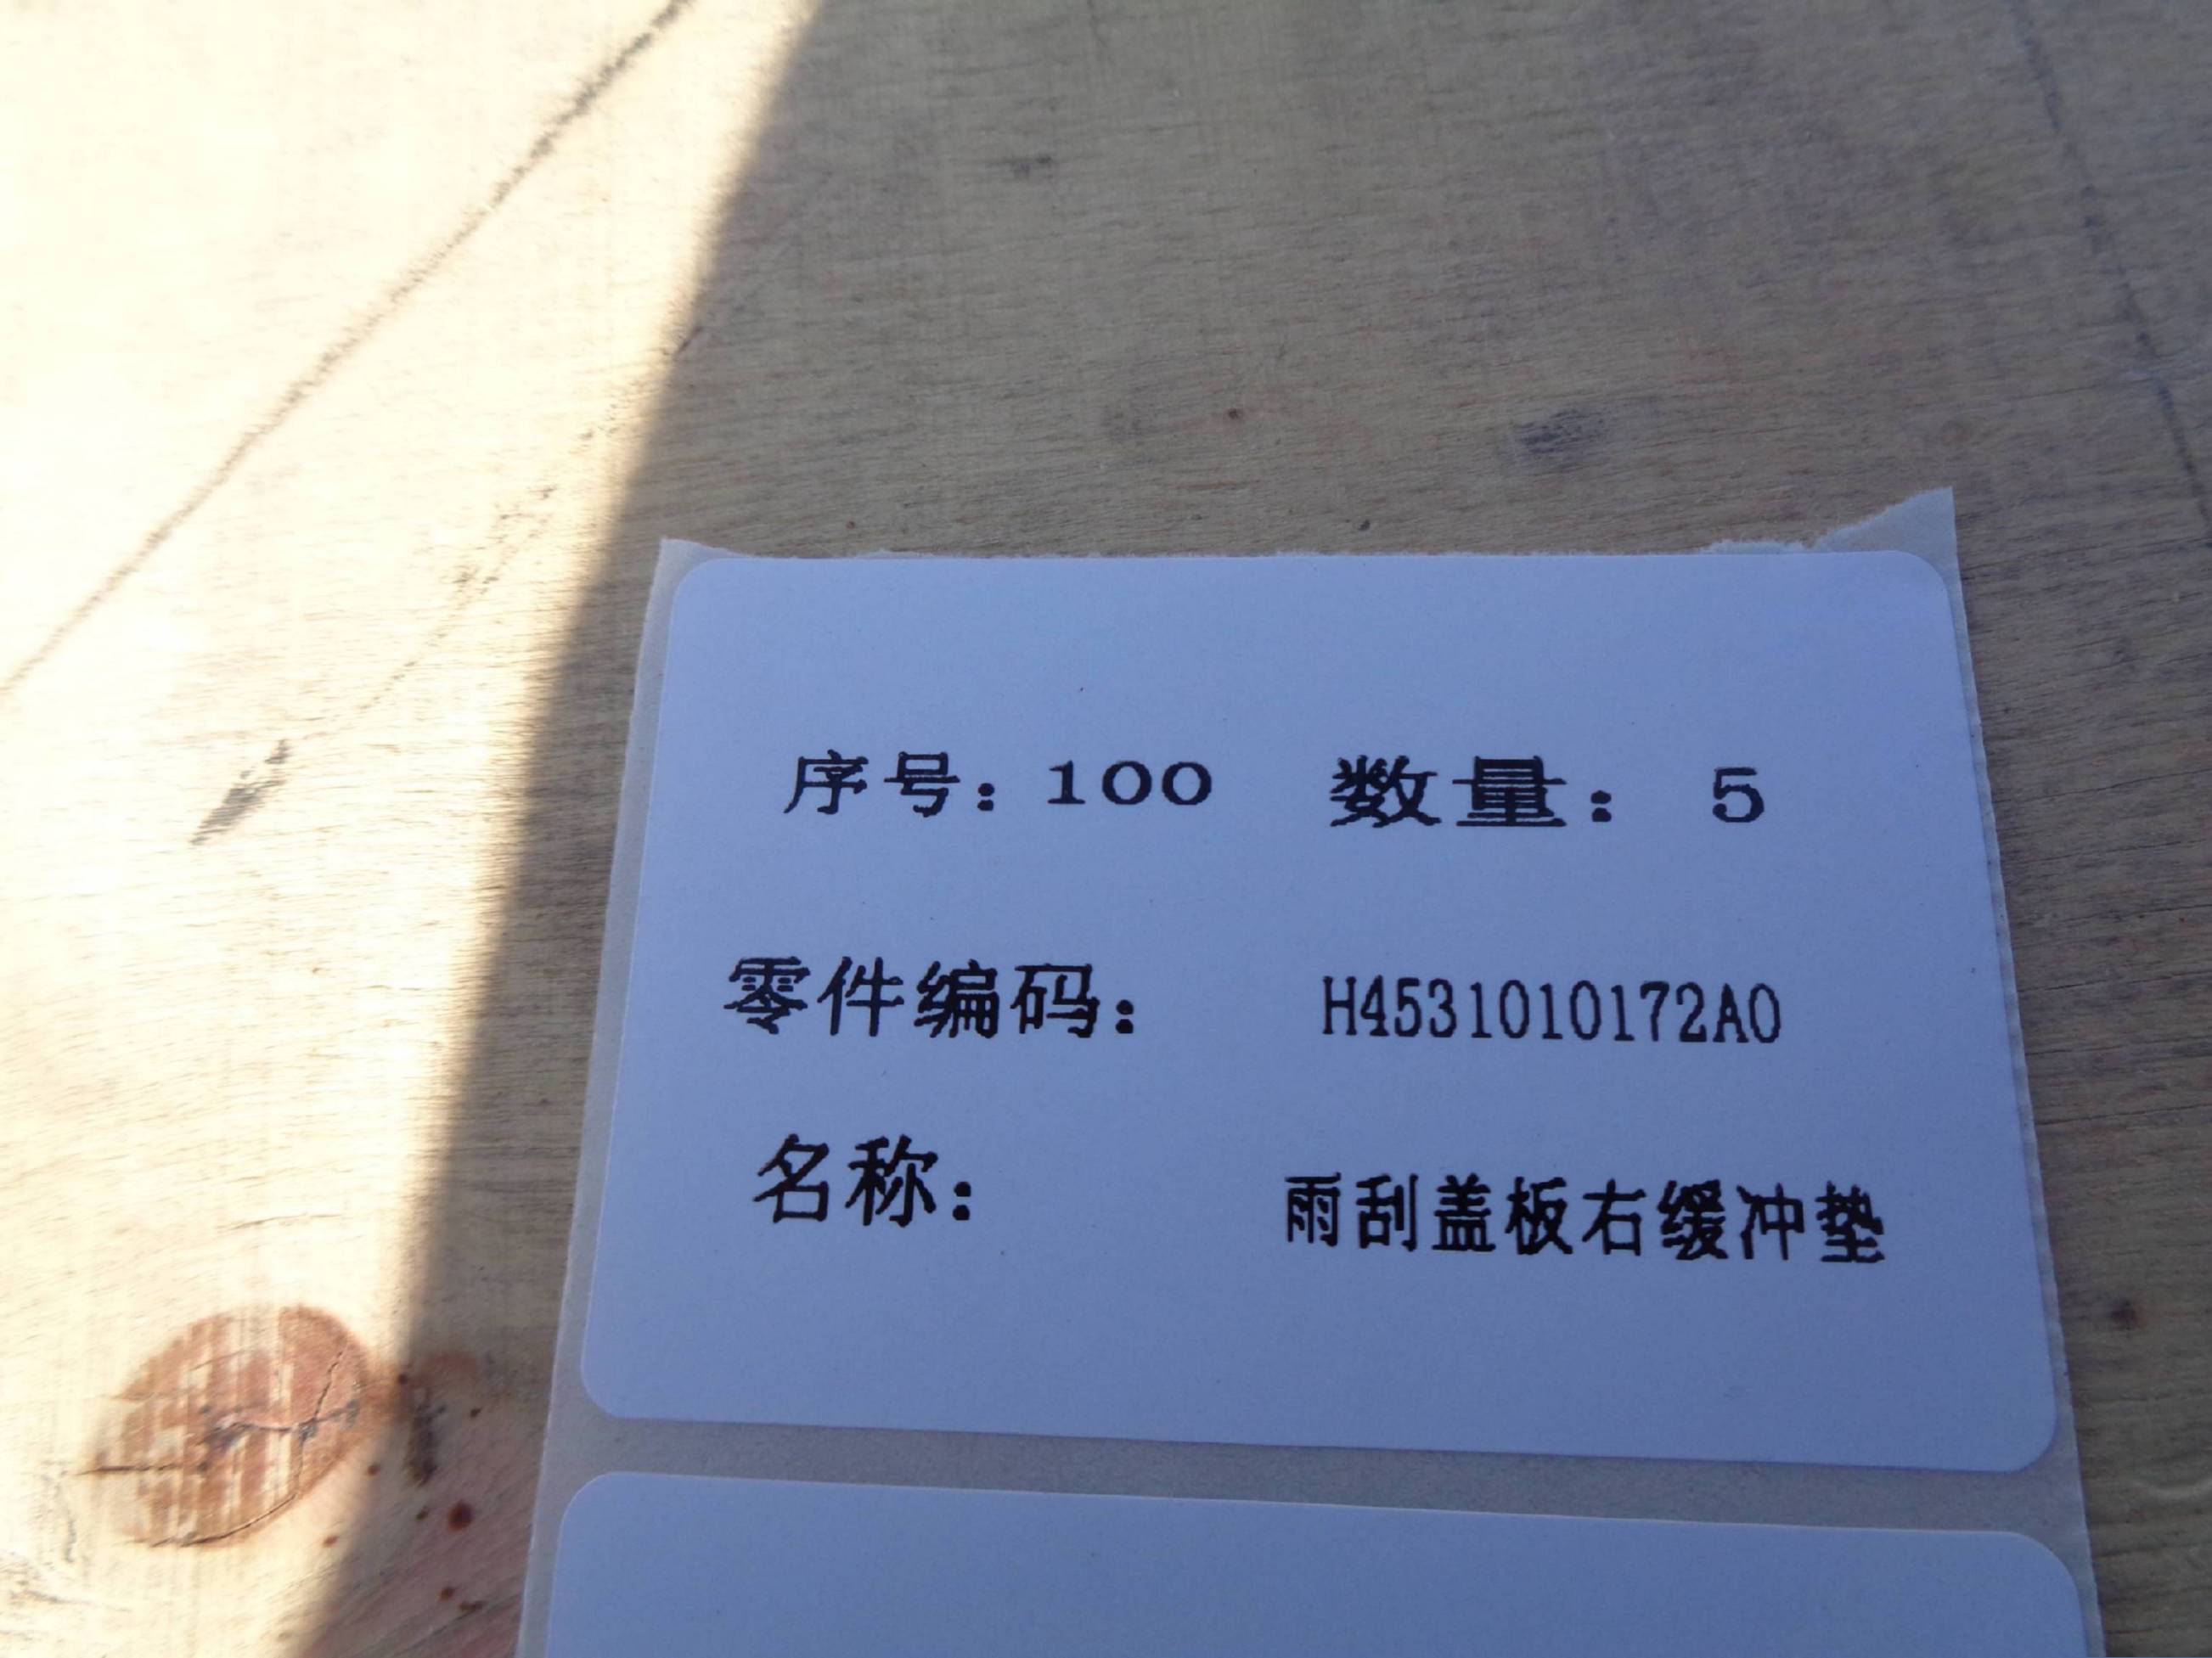 序号：100 数量： 5
零件编码： H4531010172A0
名称： 雨刮盖板右缓冲垫